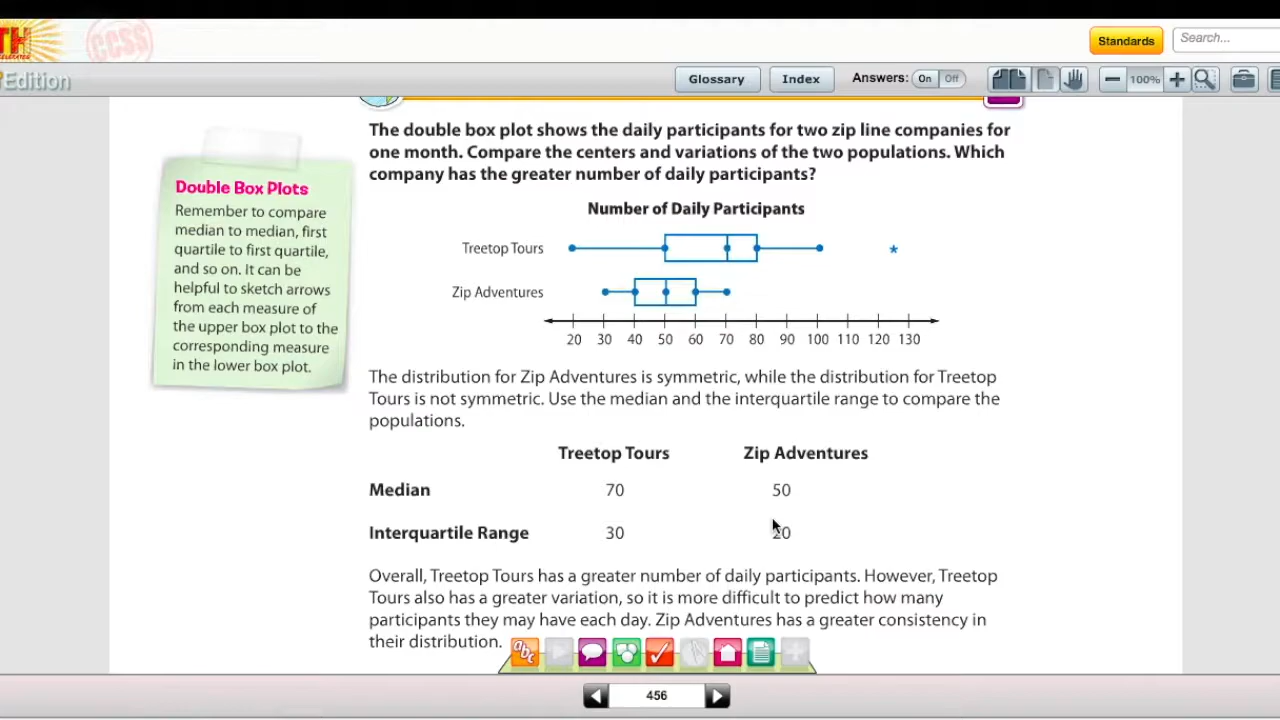 TH
CCSS
Standards
Search...
Edition
Glossary
Index
Answers:
On
Off
100%
The double box plot shows the daily participants for two zip line companies for
one month. Compare the centers and variations of the two populations. Which
company has the greater number of daily participants?
Double Box Plots
Remember to compare
median to median, first
quartile to first quartile,
and so on. It can be
helpful to sketch arrows
from each measure of
the upper box plot to the
corresponding measure
in the lower box plot.
Number of Daily Participants
Treetop Tours
Zip Adventures
20 30 40 50 60 70 80 90 100 110 120 130
The distribution for Zip Adventures is symmetric, while the distribution for Treetop
Tours is not symmetric. Use the median and the interquartile range to compare the
populations.
Treetop Tours Zip Adventures
Median 70 50
Interquartile Range 30 20
Overall, Treetop Tours has a greater number of daily participants. However, Treetop
Tours also has a greater variation, so it is more difficult to predict how many
participants they may have each day. Zip Adventures has a greater consistency in
their distribution.
abc
456